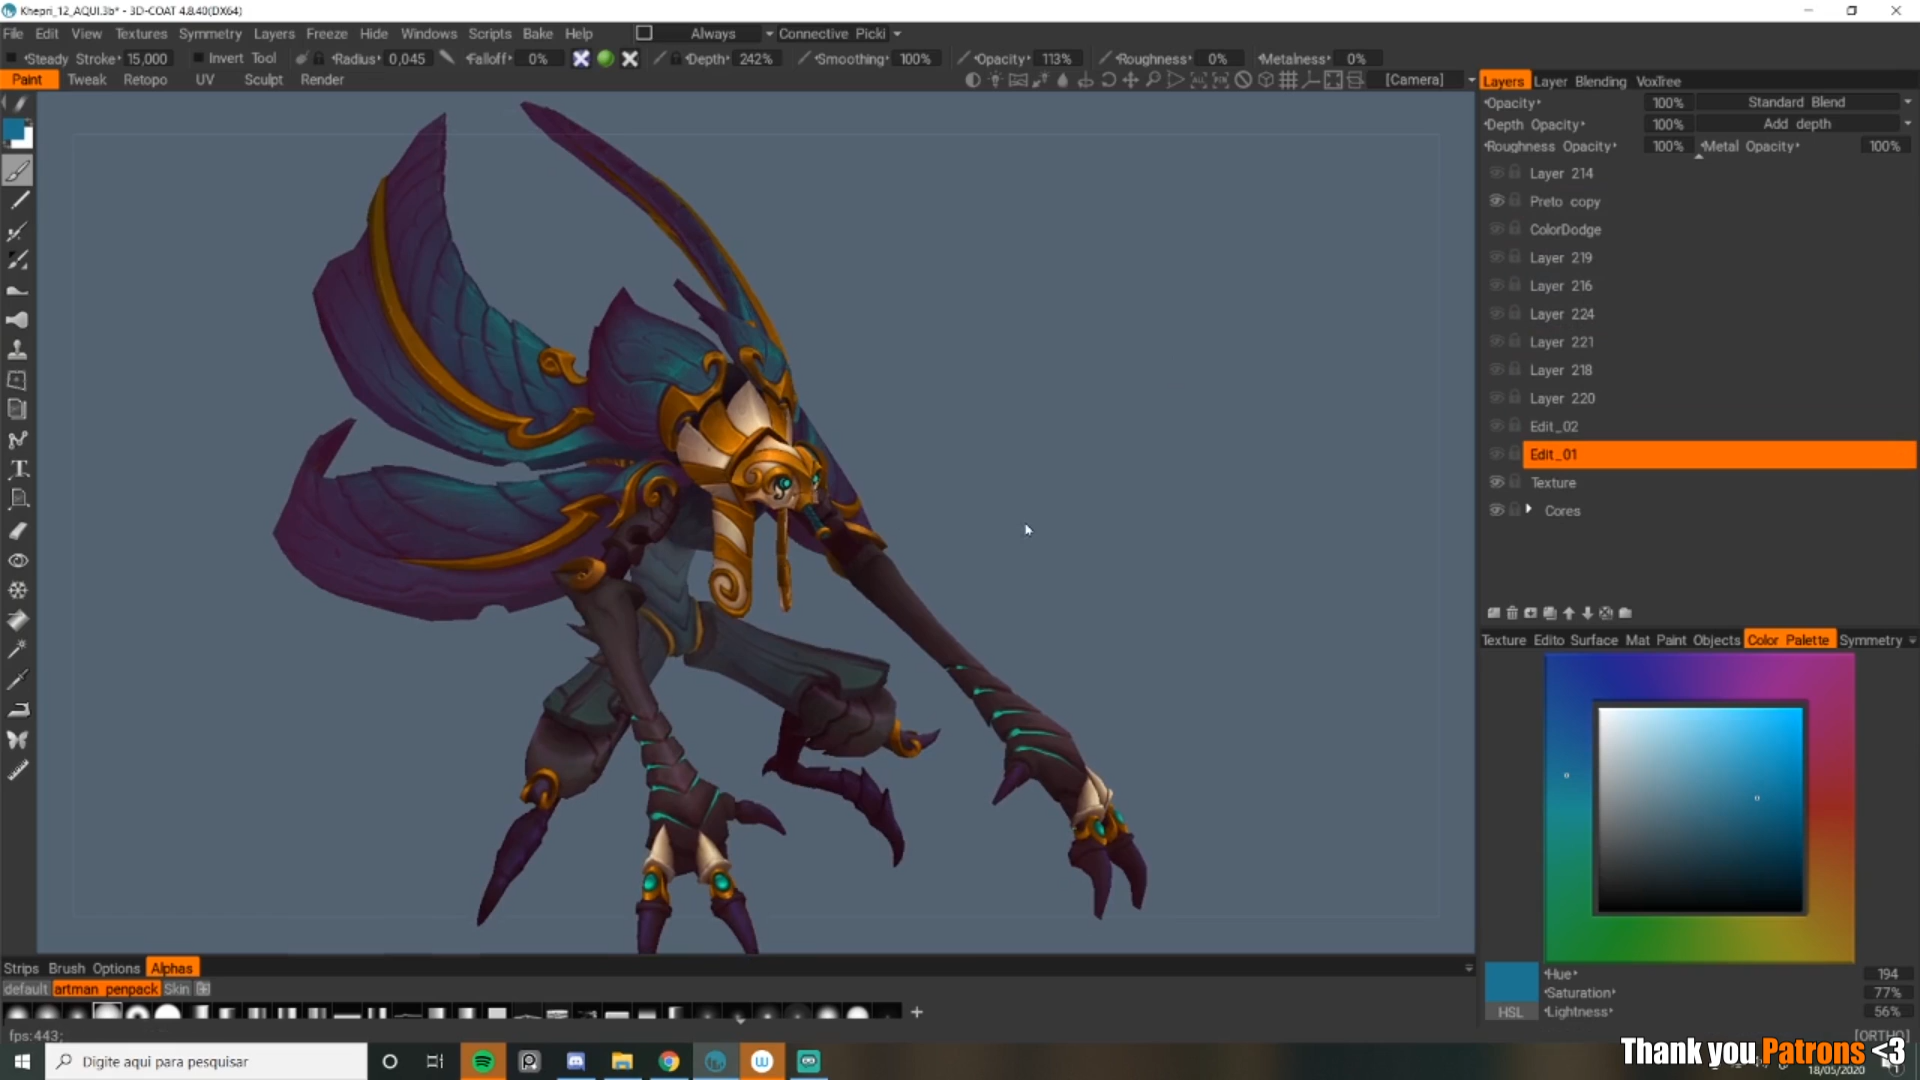 Khepri_12_AQUI.3b* - 3D-COAT 4.8.40(DX64)
File Edit View Textures Symmetry Layers Freeze Hide Windows Scripts Bake Help Always Connective Picki
Steady Stroke 15,000 Invert Tool Radius 0,045 Falloff 0% Depth 242% Smoothing 100% Opacity 113% Roughness 0% Metalness 0%
Paint Tweak Retopo UV Sculpt Render [Camera]
Layers Layer Blending VoxTree
Opacity 100% Standard Blend
Depth Opacity 100% Add depth
Roughness Opacity 100% Metal Opacity 100%
Layer 214
Preto copy
ColorDodge
Layer 219
Layer 216
Layer 224
Layer 221
Layer 218
Layer 220
Edit_02
Edit_01
Texture
Cores
Texture Edito Surface Mat Paint Objects Color Palette Symmetry
Hue 194
Saturation 77%
HSL Lightness 56%
Strips Brush Options Alphas
default artman_penpack Skin
fps:443;
[ORTHO]
Digite aqui para pesquisar
Thank you Patrons <3
18/05/2020